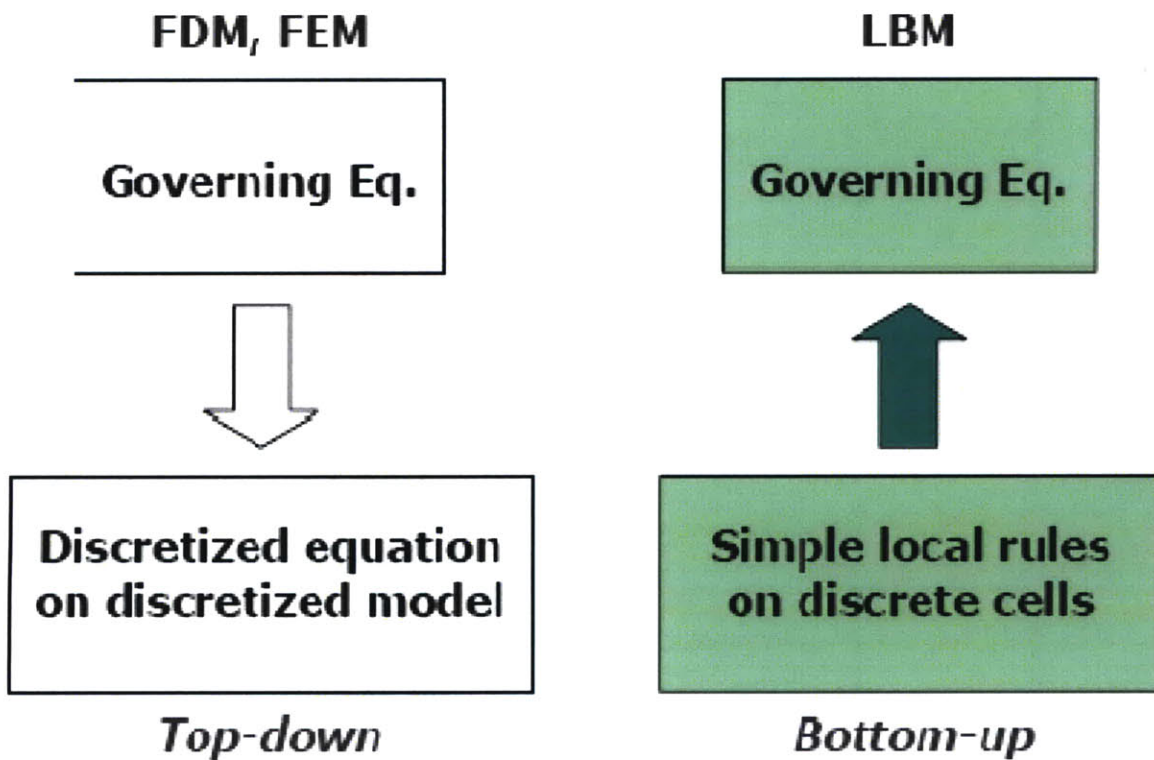 FDM, FEM
Governing Eq.
Discretized equation
on discretized model
Top-down
LBM
Governing Eq.
Simple local rules
on discrete cells
Bottom-up